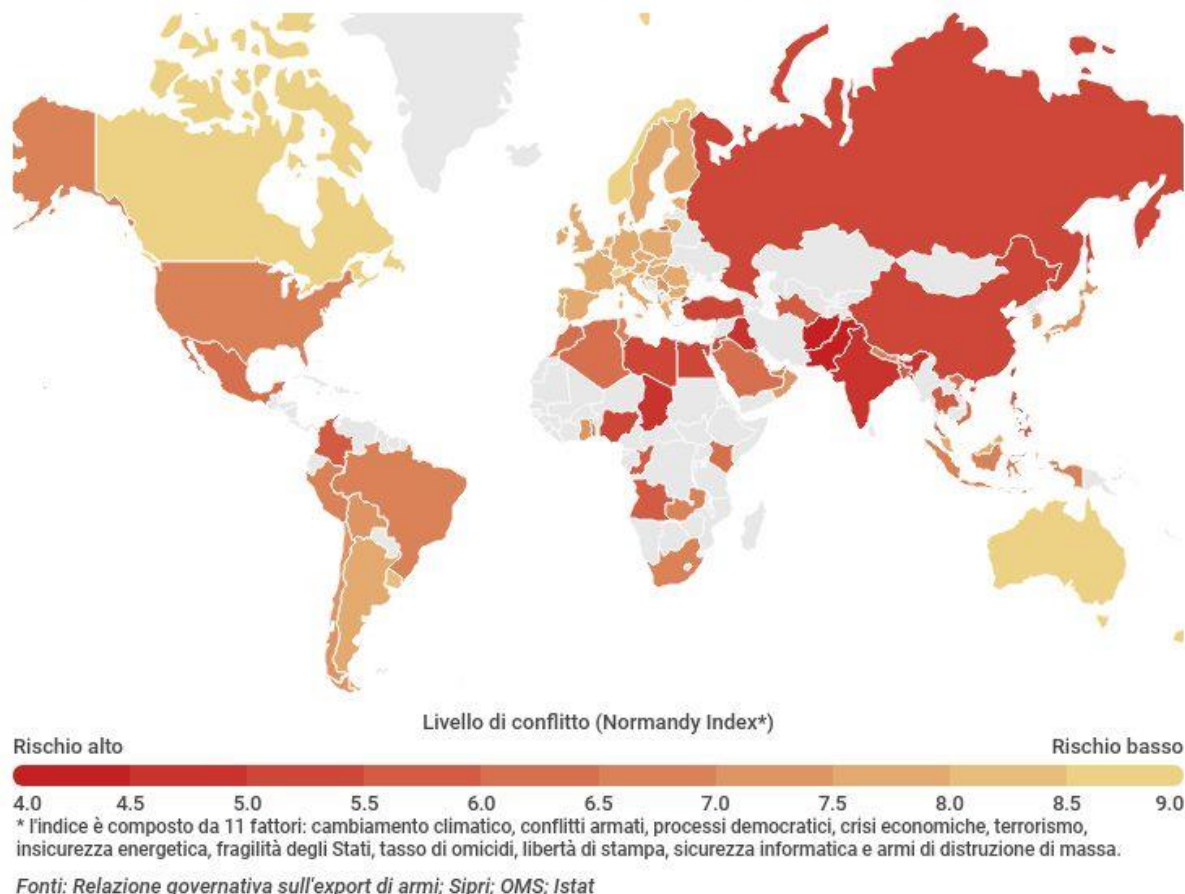 Livello di conflitto (Normandy Index*)
Rischio alto Rischio basso
4.0 4.5 5.0 5.5 6.0 6.5 7.0 7.5 8.0 8.5 9.0
* l'indice è composto da 11 fattori: cambiamento climatico, conflitti armati, processi democratici, crisi economiche, terrorismo,
insicurezza energetica, fragilità degli Stati, tasso di omicidi, libertà di stampa, sicurezza informatica e armi di distruzione di massa.
Fonti: Relazione governativa sull'export di armi; Sipri; OMS; Istat